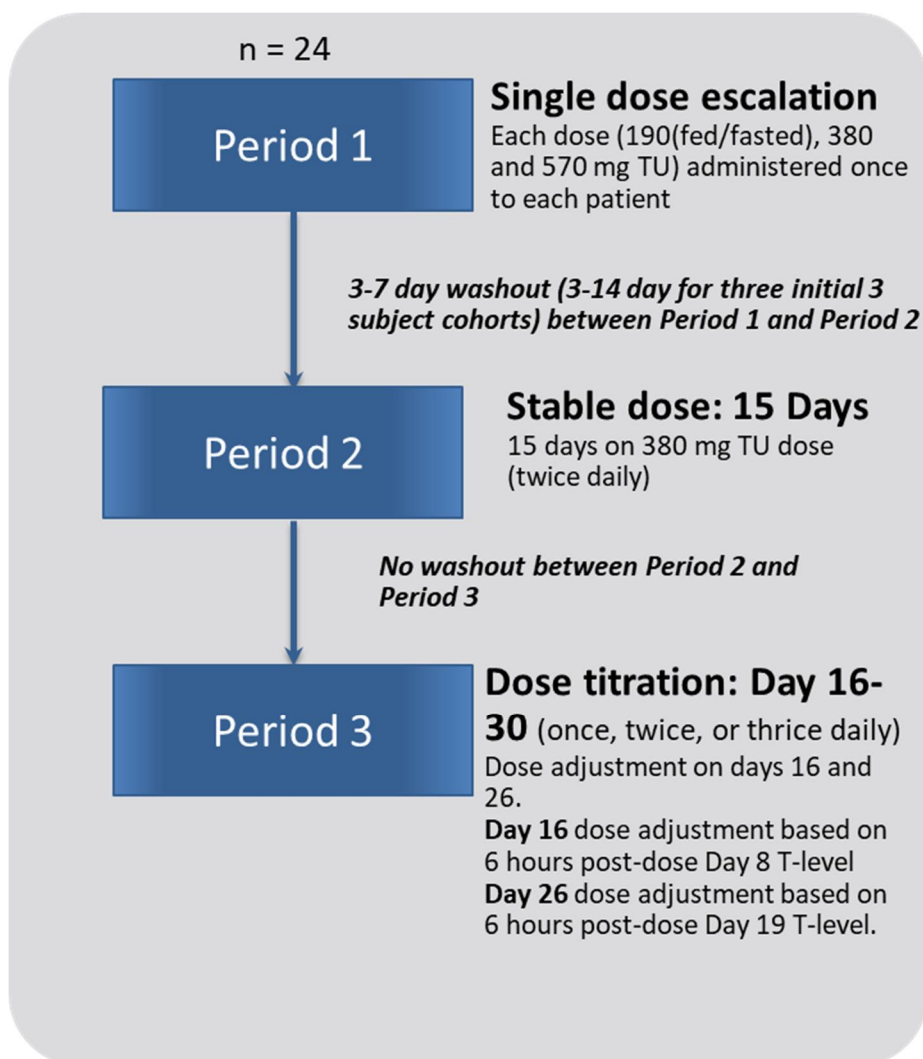 n = 24
Period 1
Single dose escalation
Each dose (190(fed/fasted), 380
and 570 mg TU) administered once
to each patient
3-7 day washout (3-14 day for three initial 3
subject cohorts) between Period 1 and Period 2
Period 2
Stable dose: 15 Days
15 days on 380 mg TU dose
(twice daily)
No washout between Period 2 and
Period 3
Period 3
Dose titration: Day 16-
30 (once, twice, or thrice daily)
Dose adjustment on days 16 and
26.
Day 16 dose adjustment based on
6 hours post-dose Day 8 T-level
Day 26 dose adjustment based on
6 hours post-dose Day 19 T-level.